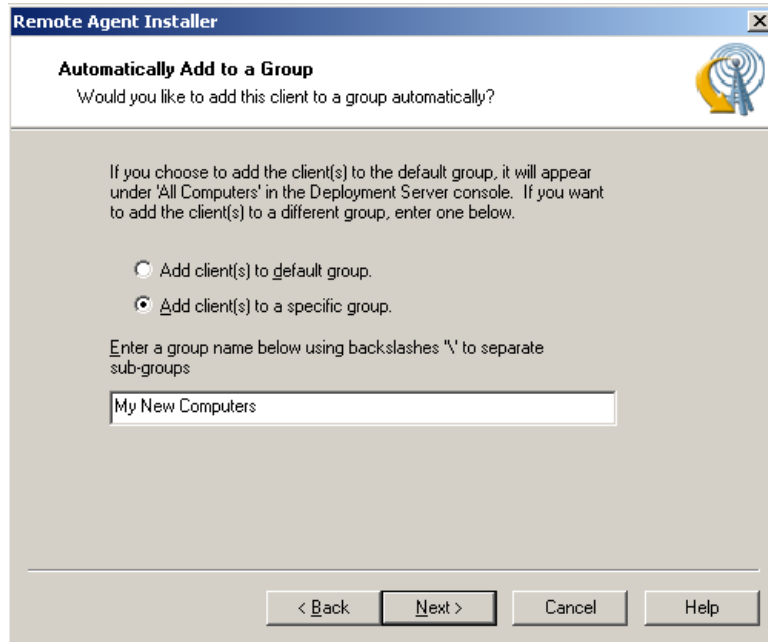 Remote Agent Installer
Automatically Add to a Group
Would you like to add this client to a group automatically?
If you choose to add the client(s) to the default group, it will appear
under 'All Computers' in the Deployment Server console. If you want
to add the client(s) to a different group, enter one below.
Add client(s) to default group.
Add client(s) to a specific group.
Enter a group name below using backslashes '\' to separate
sub-groups
My New Computers
< Back Next > Cancel Help